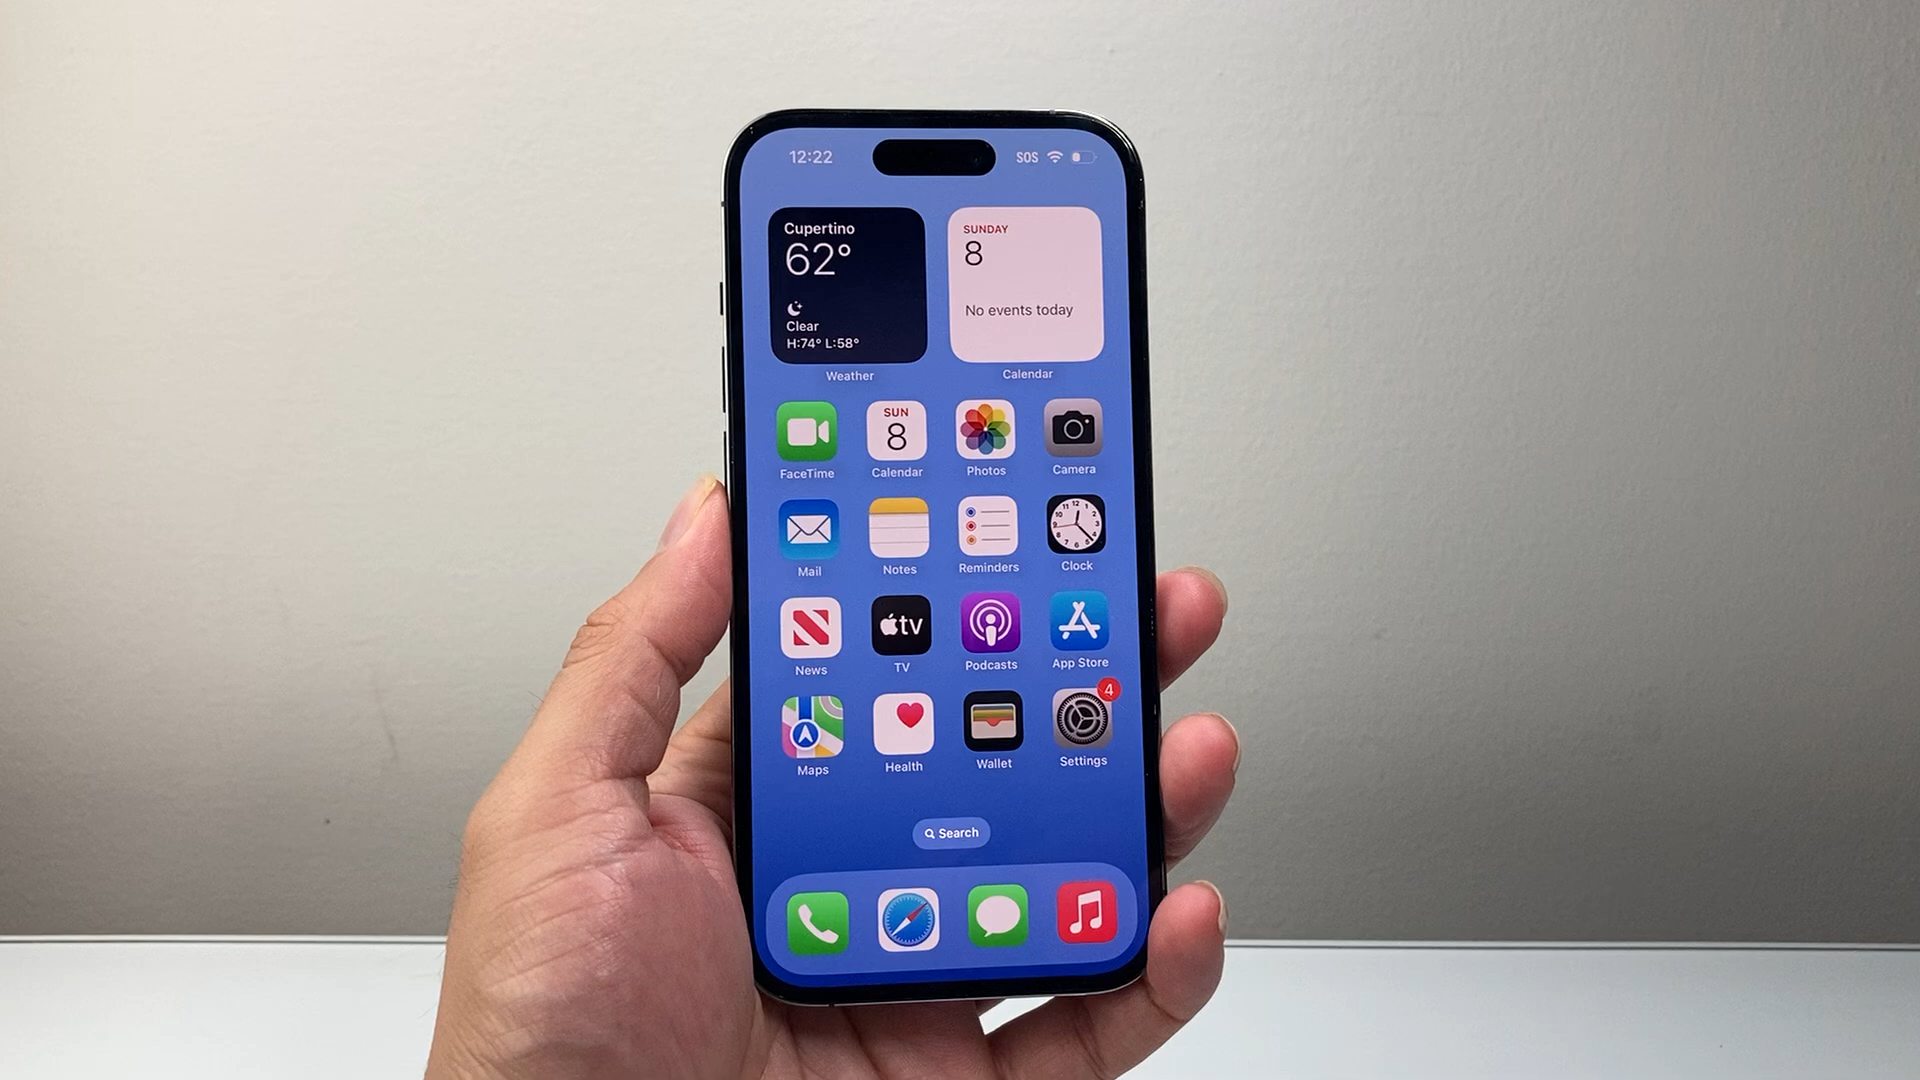 12:22
SOS
Cupertino
62°
Clear
H:74° L:58°
Weather
SUNDAY
8
No events today
Calendar
FaceTime
SUN
8
Calendar
Photos
Camera
Mail
Notes
Reminders
Clock
News
tv
TV
Podcasts
App Store
Maps
Health
Wallet
4
Settings
Search